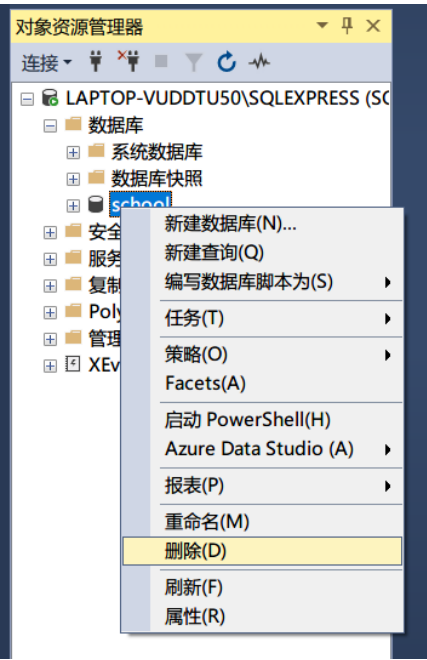 对象资源管理器
连接
LAPTOP-VUDDTU50\SQLEXPRESS (SC
数据库
系统数据库
数据库快照
school
安全
服务
复制
Poly
管理
XEv
新建数据库(N)...
新建查询(Q)
编写数据库脚本为(S)
任务(T)
策略(O)
Facets(A)
启动 PowerShell(H)
Azure Data Studio (A)
报表(P)
重命名(M)
删除(D)
刷新(F)
属性(R)